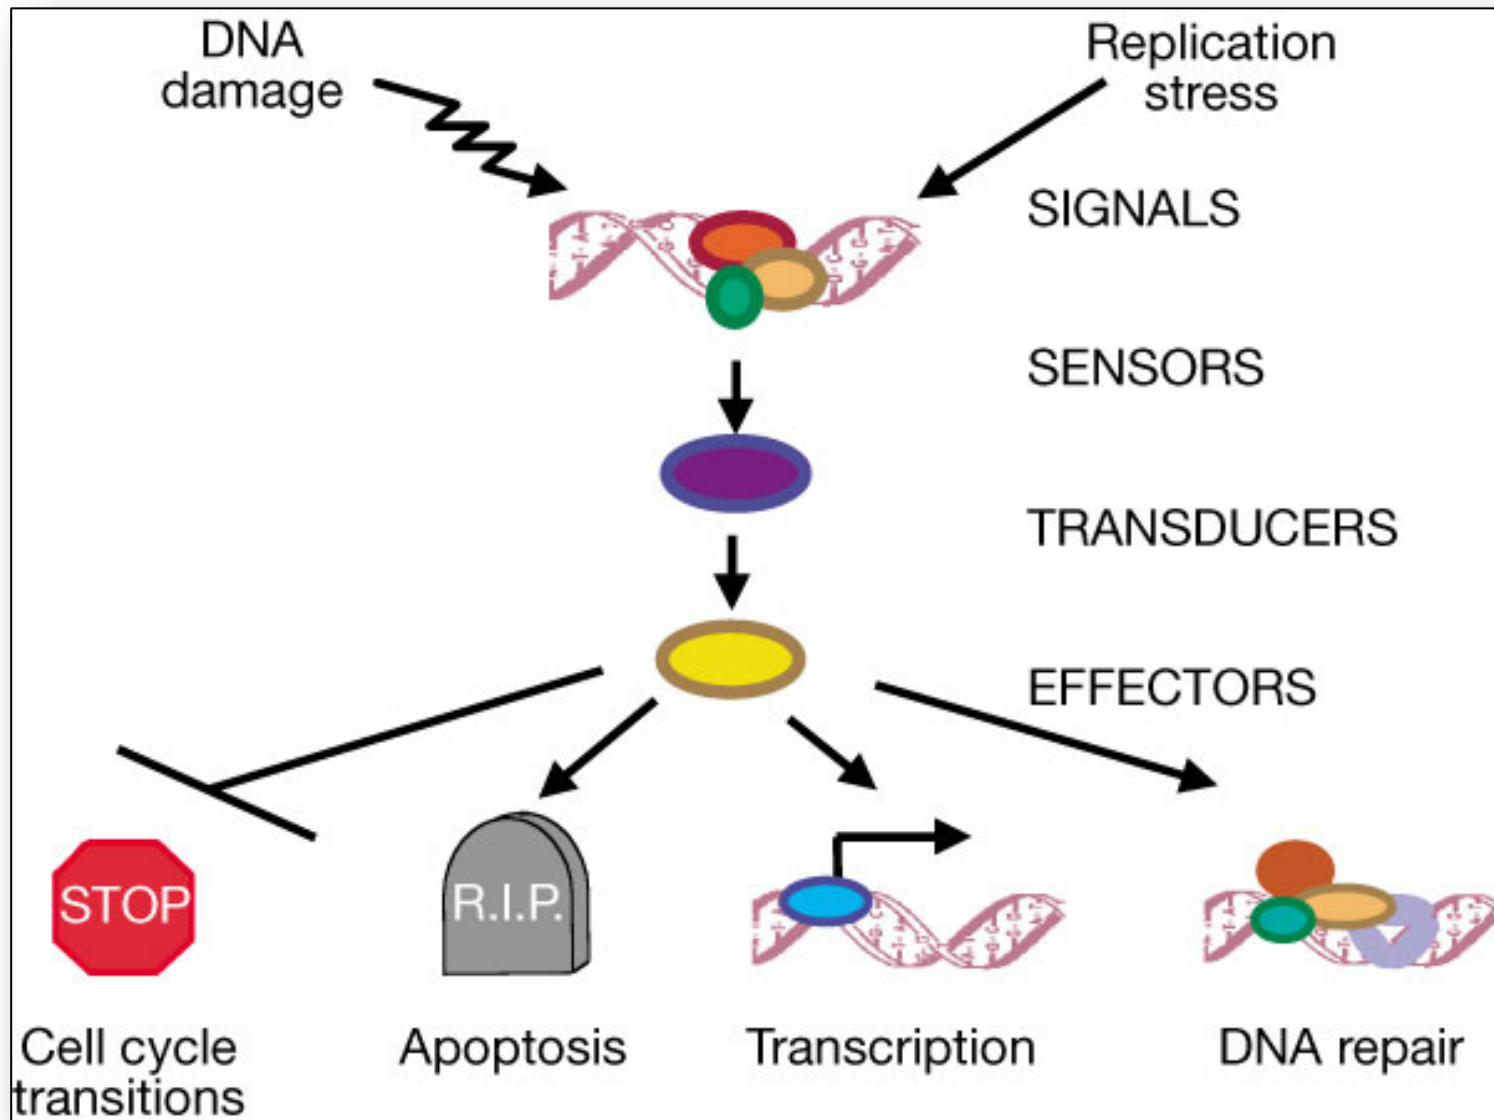 DNA
damage
Replication
stress
SIGNALS
SENSORS
TRANSDUCERS
EFFECTORS
STOP
R.I.P.
Cell cycle
transitions
Apoptosis
Transcription
DNA repair